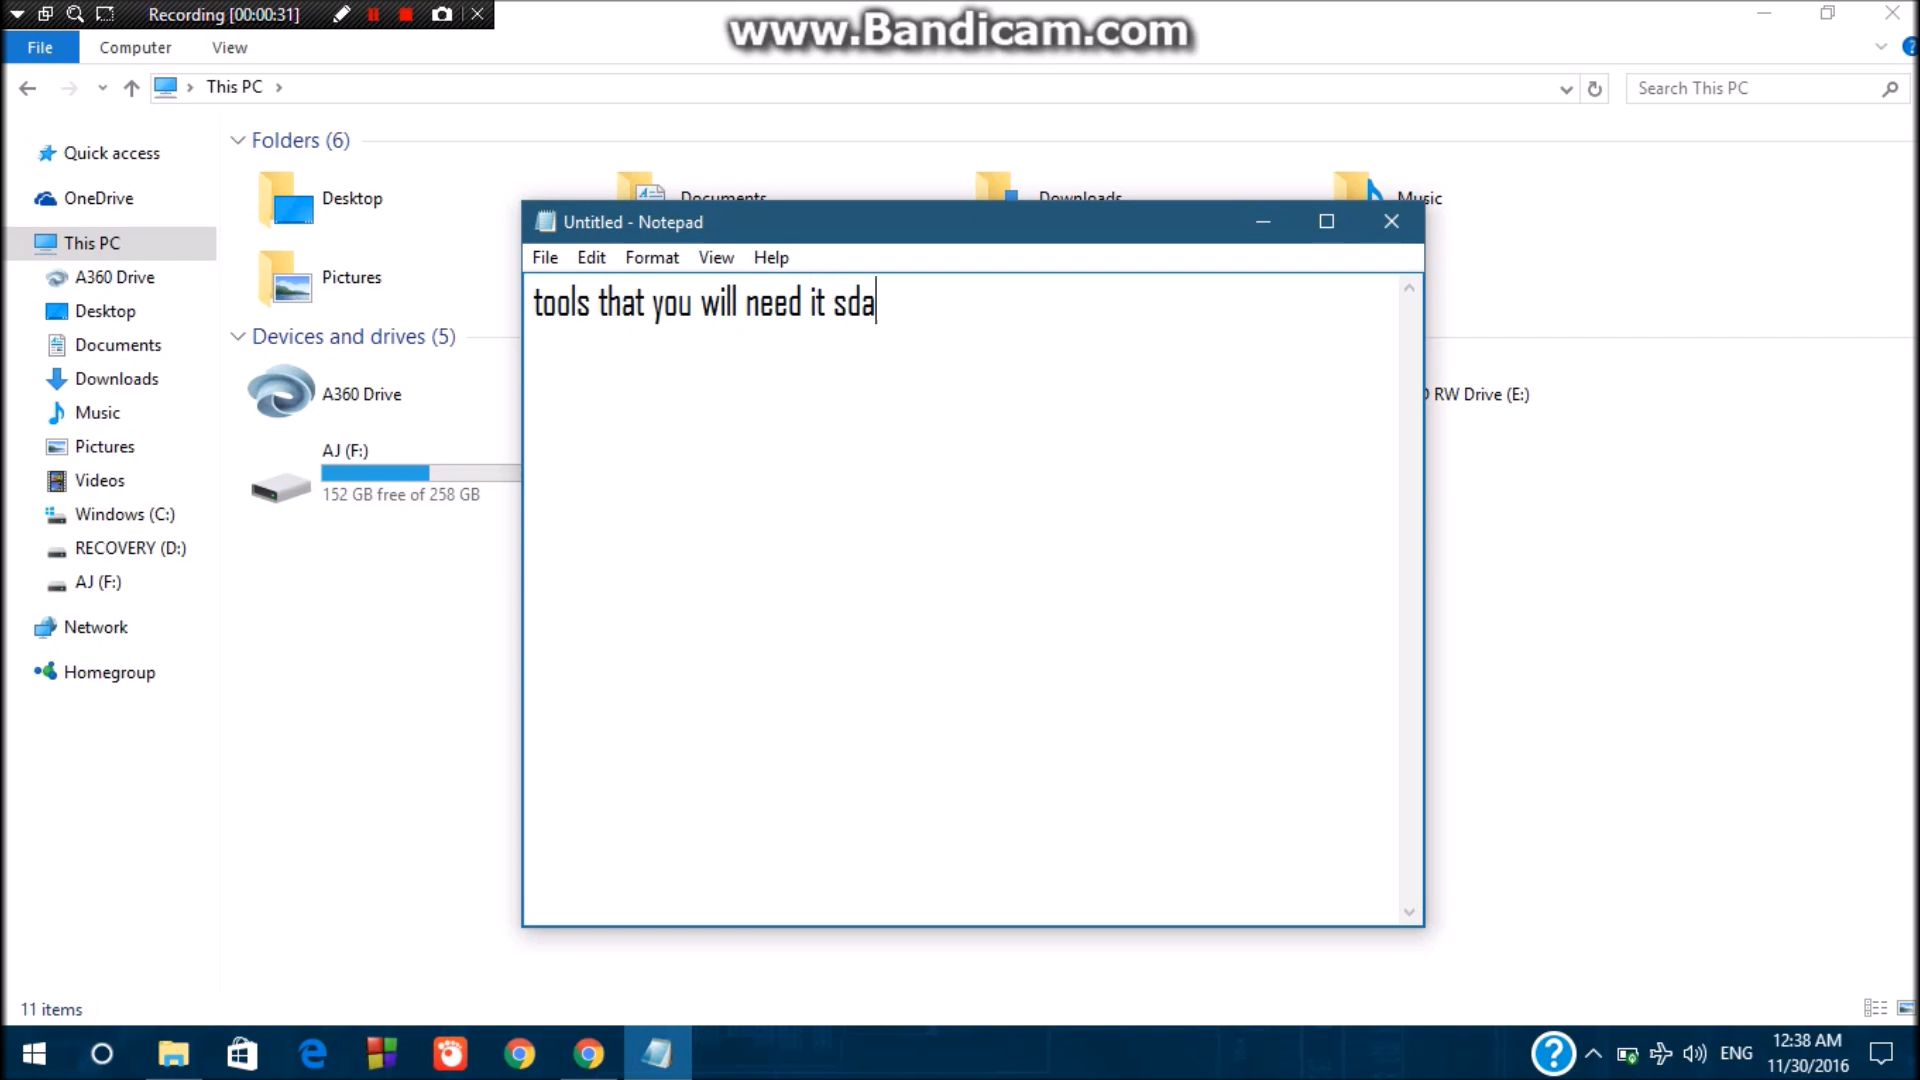 Recording [00:00:31]
www.Bandicam.com
File Computer View
This PC
Search This PC
Quick access
OneDrive
This PC
A360 Drive
Desktop
Documents
Downloads
Music
Pictures
Videos
Windows (C:)
RECOVERY (D:)
AJ (F:)
Network
Homegroup
Folders (6)
Desktop
Documents
Downloads
Music
Pictures
Devices and drives (5)
A360 Drive
RW Drive (E:)
AJ (F:)
152 GB free of 258 GB
Untitled - Notepad
File Edit Format View Help
tools that you will need it sda
11 items
ENG
12:38 AM
11/30/2016